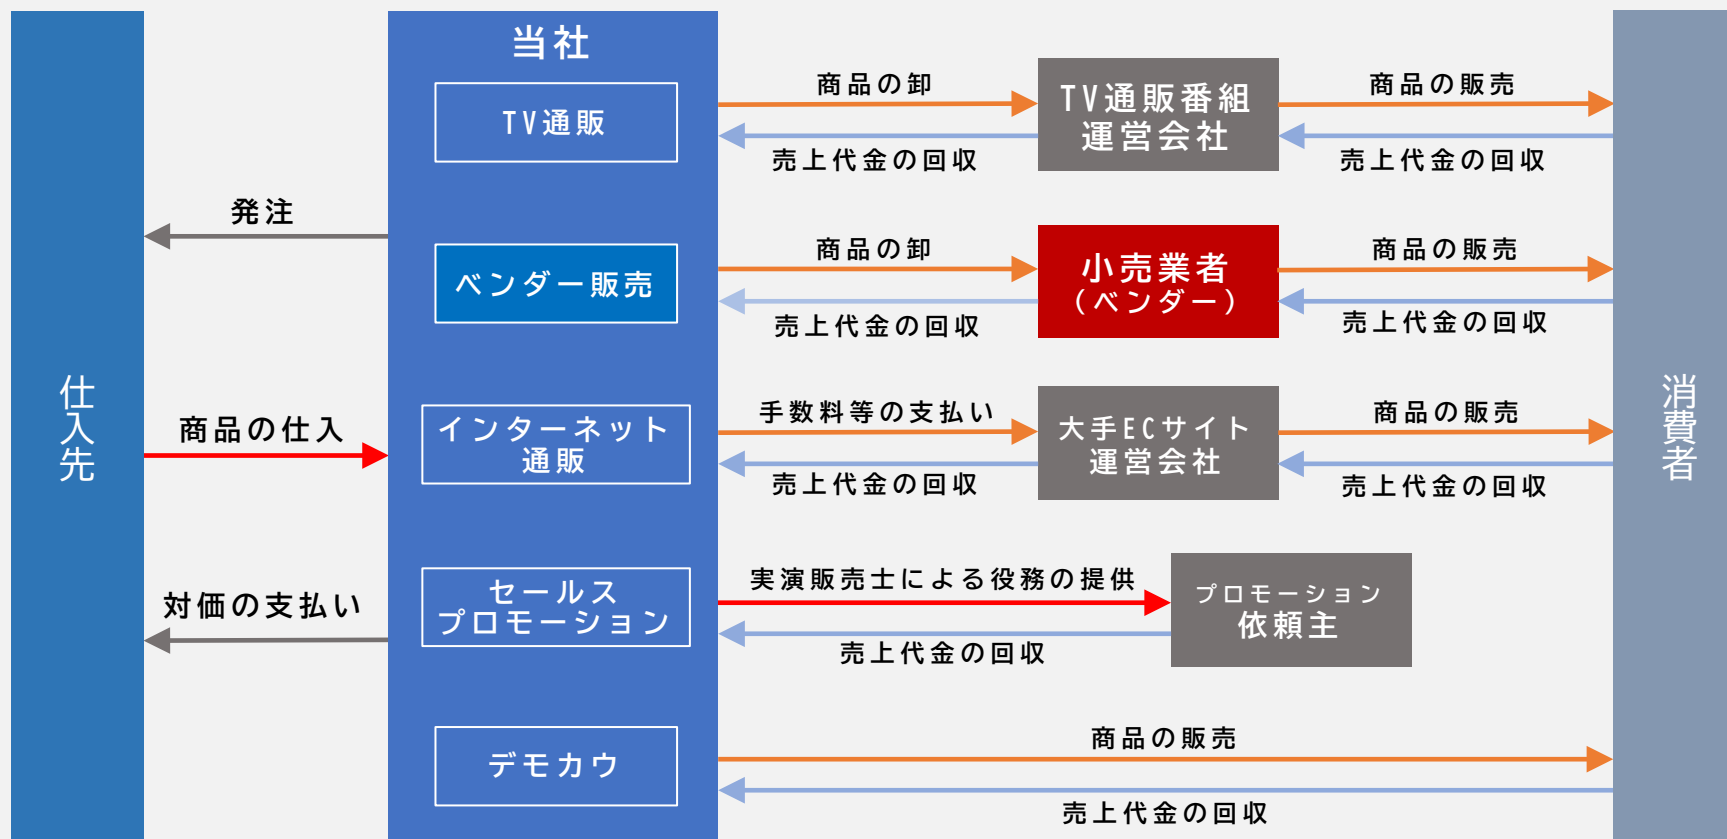 当社
仕入先
発注
商品の仕入
対価の支払い
TV通販
商品の卸
売上代金の回収
TV通販番組
運営会社
商品の販売
売上代金の回収
ベンダー販売
商品の卸
売上代金の回収
小売業者
(ベンダー)
商品の販売
売上代金の回収
インターネット
通販
手数料等の支払い
売上代金の回収
大手ECサイト
運営会社
商品の販売
売上代金の回収
セールス
プロモーション
実演販売士による役務の提供
売上代金の回収
プロモーション
依頼主
デモカウ
商品の販売
売上代金の回収
消費者